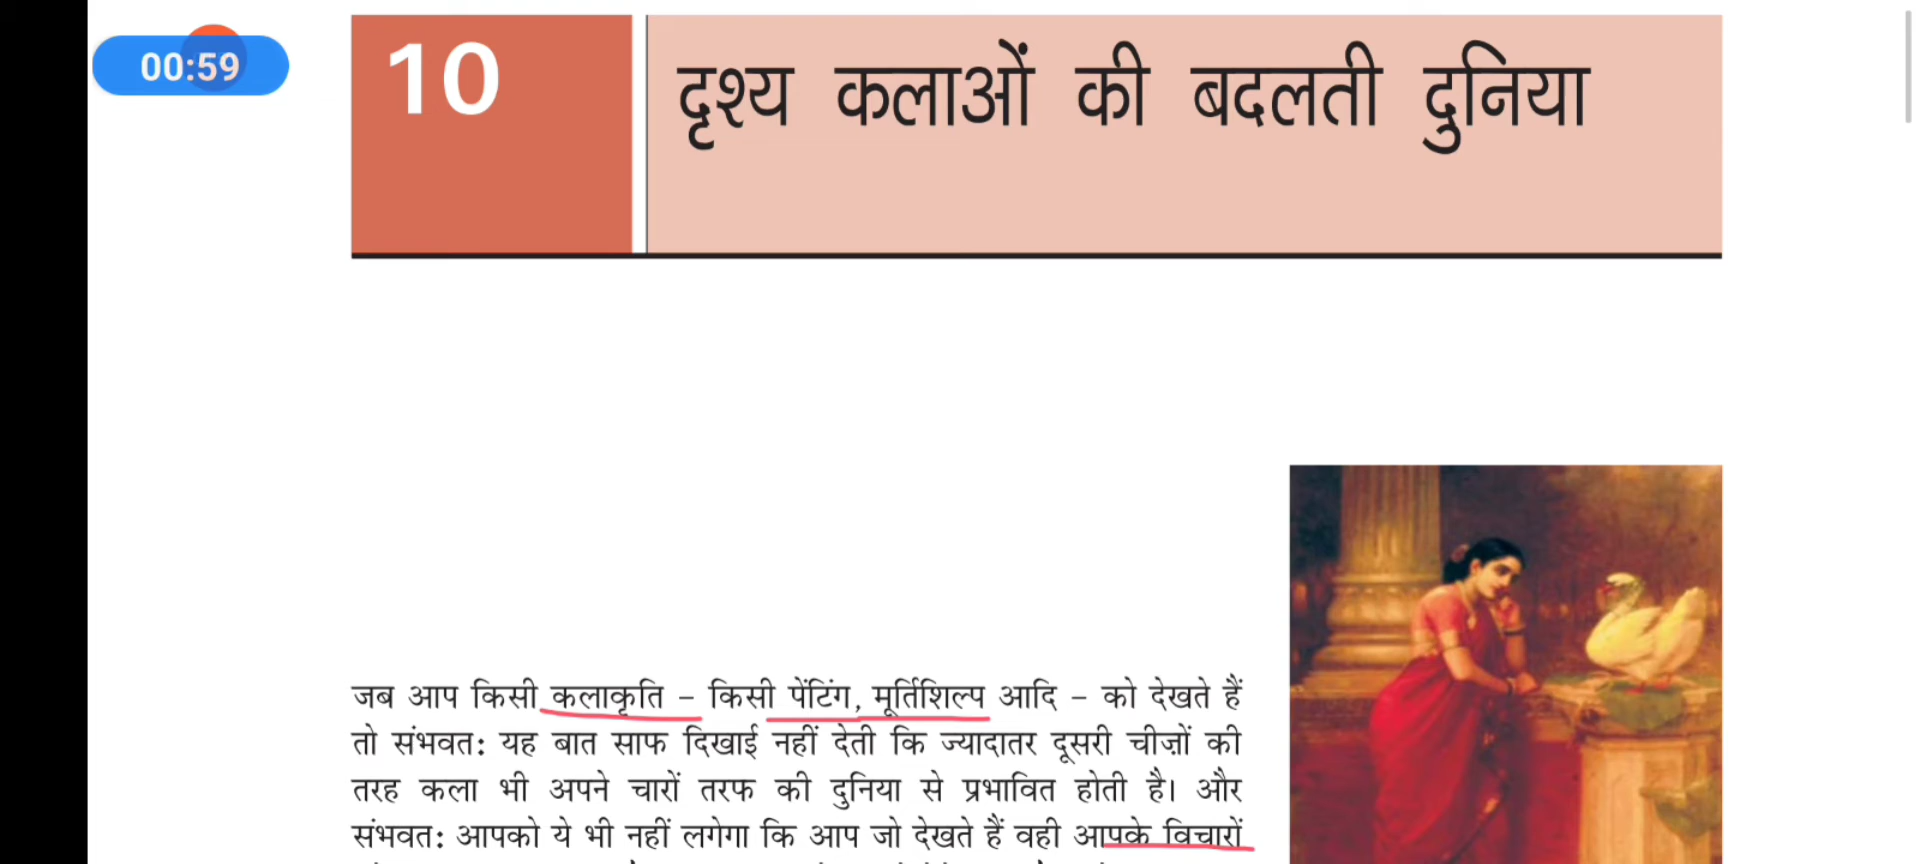 00:59
10
दृश्य कलाओं की बदलती दुनिया
जब आप किसी कलाकृति – किसी पेंटिंग, मूर्तिशिल्प आदि – को देखते हैं
तो संभवत: यह बात साफ दिखाई नहीं देती कि ज्यादातर दूसरी चीज़ों की
तरह कला भी अपने चारों तरफ की दुनिया से प्रभावित होती है। और
संभवत: आपको ये भी नहीं लगेगा कि आप जो देखते हैं वही आपके विचारों